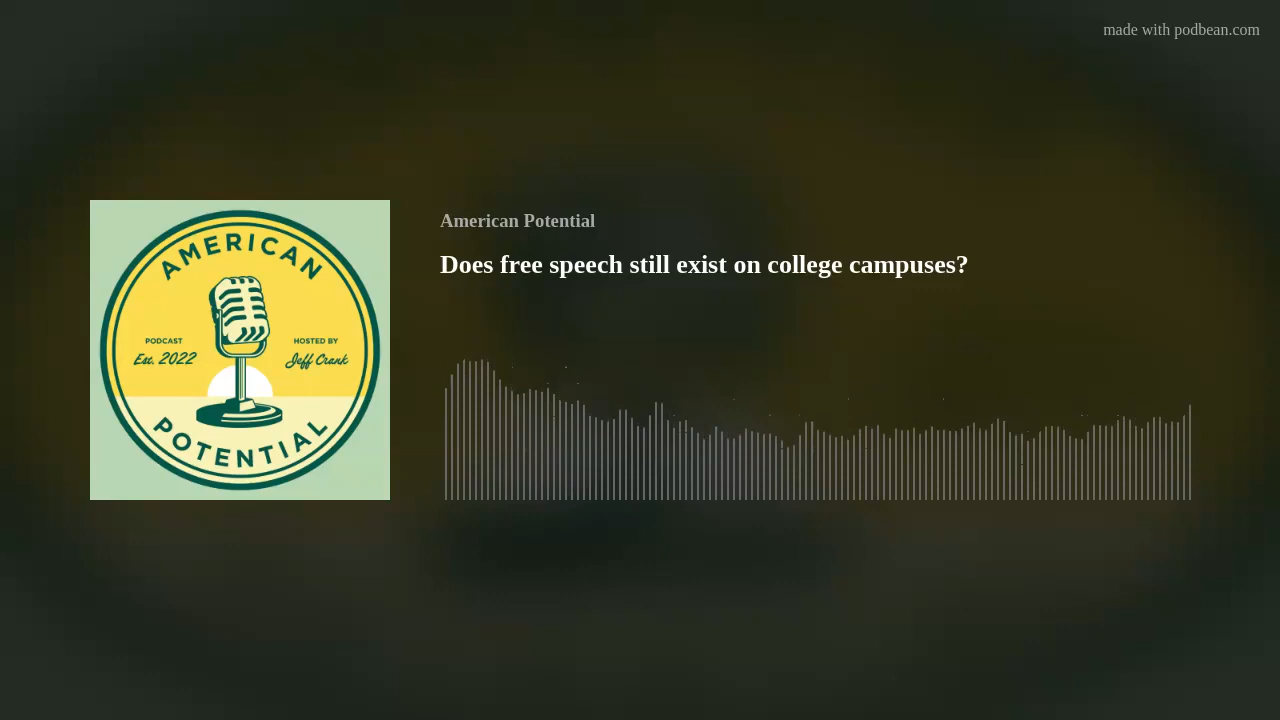 made with podbean.com
American Potential
Does free speech still exist on college campuses?
AMERICAN
PODCAST
Est. 2022
HOSTED BY
Jeff Crank
POTENTIAL